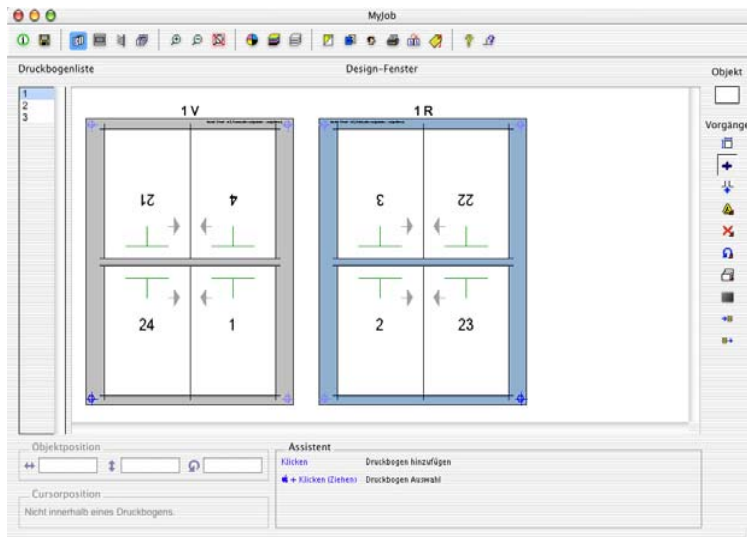 MyJob
Druckbogenliste
Design-Fenster
Objekt
1
2
3
Vorgänge
1 V
1 R
21
4
3
22
24
1
2
23
Objektposition
Cursorposition
Nicht innerhalb eines Druckbogens.
Assistent
Klicken
Druckbogen hinzufügen
+ Klicken (Ziehen)
Druckbogen Auswahl